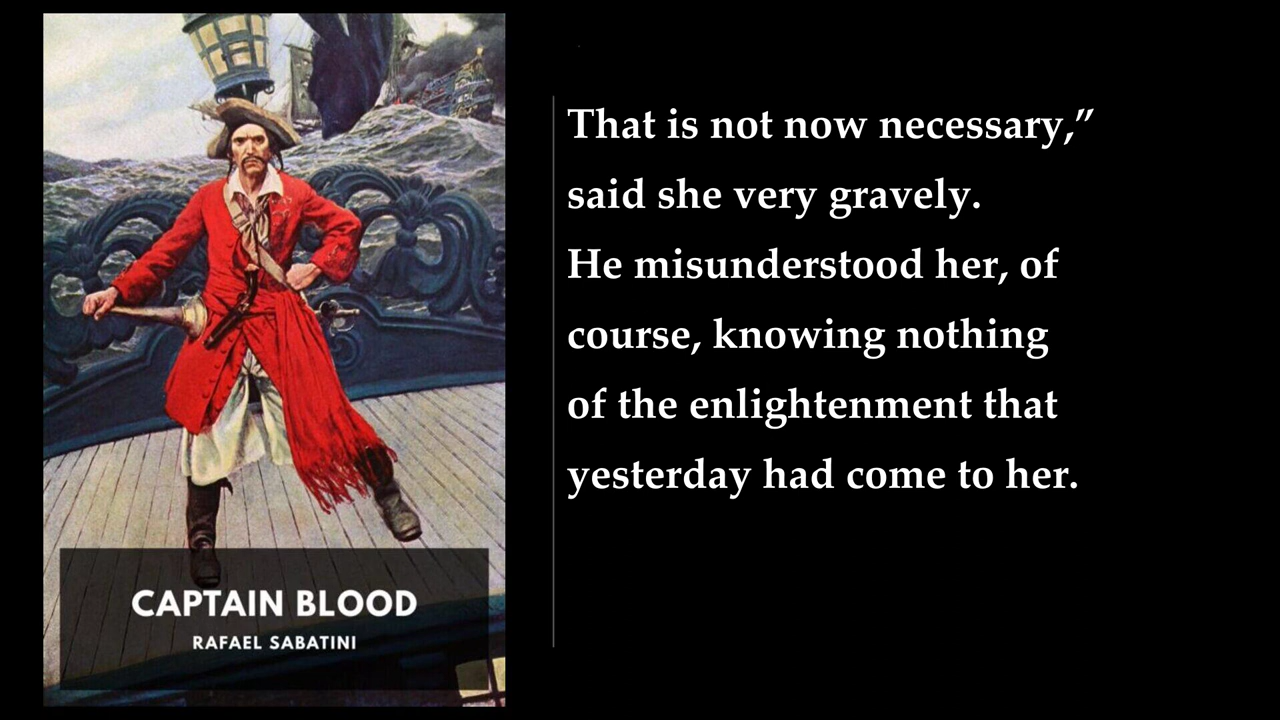 CAPTAIN BLOOD
RAFAEL SABATINI
That is not now necessary,”
said she very gravely.
He misunderstood her, of
course, knowing nothing
of the enlightenment that
yesterday had come to her.